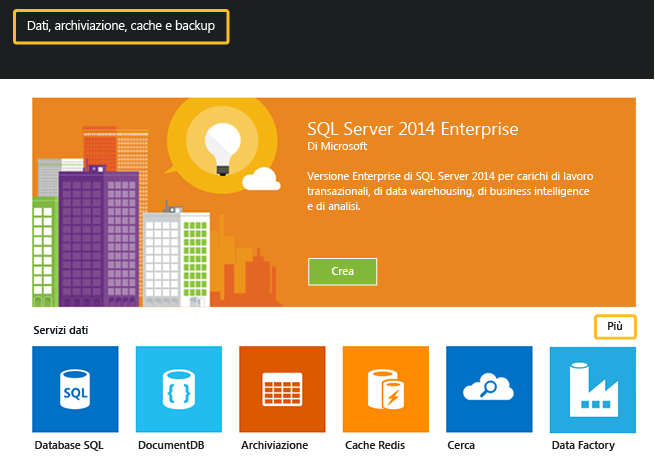 Dati, archiviazione, cache e backup
SQL Server 2014 Enterprise
Di Microsoft
Versione Enterprise di SQL Server 2014 per carichi di lavoro
transazionali, di data warehousing, di business intelligence
e di analisi.
Crea
Servizi dati
Più
SQL
{ }
Database SQL
DocumentDB
Archiviazione
Cache Redis
Cerca
Data Factory